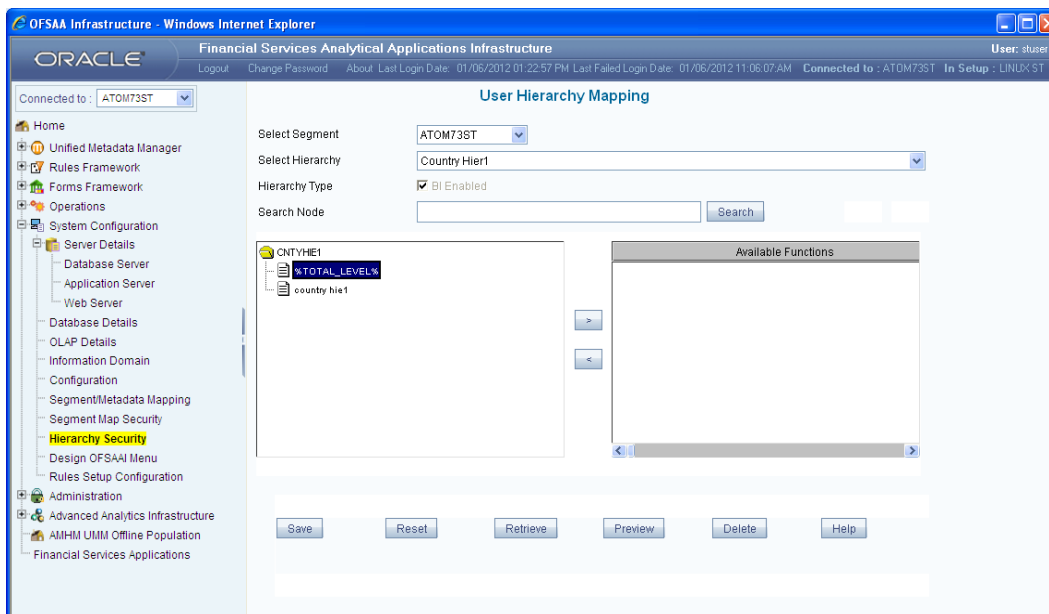 OFSAA Infrastructure - Windows Internet Explorer
ORACLE
Financial Services Analytical Applications Infrastructure
User: stuser
Logout Change Password About Last Login Date: 01/06/2012 01:22:57 PM Last Failed Login Date: 01/06/2012 11:06:07 AM Connected to : ATOM73ST In Setup : LINUX ST
Connected to : ATOM73ST
Home
Unified Metadata Manager
Rules Framework
Forms Framework
Operations
System Configuration
Server Details
Database Server
Application Server
Web Server
Database Details
OLAP Details
Information Domain
Configuration
Segment/Metadata Mapping
Segment Map Security
Hierarchy Security
Design OFSAAI Menu
Rules Setup Configuration
Administration
Advanced Analytics Infrastructure
AMHM UMM Offline Population
Financial Services Applications
User Hierarchy Mapping
Select Segment ATOM73ST
Select Hierarchy Country Hier1
Hierarchy Type BI Enabled
Search Node Search
CNTYHIE1
%TOTAL_LEVEL%
country hie1
>
<
Available Functions
Save Reset Retrieve Preview Delete Help